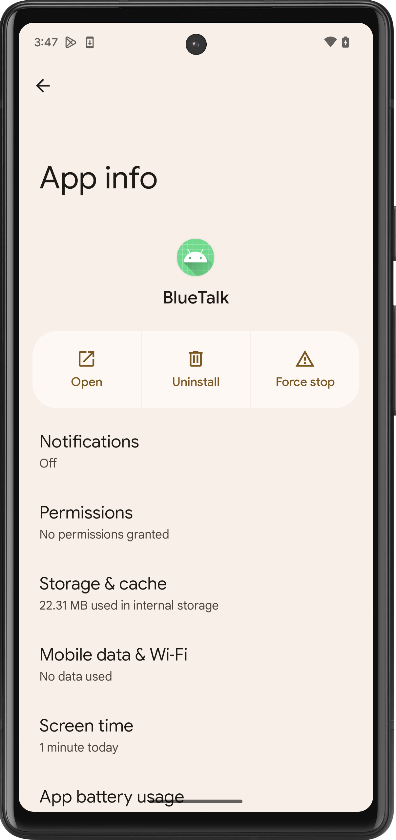 3:47
App info
BlueTalk
Open
Uninstall
Force stop
Notifications
Off
Permissions
No permissions granted
Storage & cache
22.31 MB used in internal storage
Mobile data & Wi-Fi
No data used
Screen time
1 minute today
App battery usage